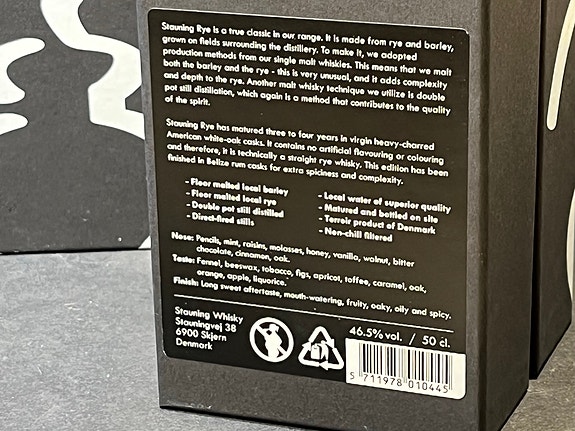 Stauning Rye is a true classic in our range. It is made from rye and barley,
grown on fields surrounding the distillery. To make it, we adopted
production methods from our single malt whiskies. This means that we malt
both the barley and the rye - this is very unusual, and it adds complexity
and depth to the rye. Another malt whisky technique we utilize is double
pot still distillation, which again is a method that contributes to the quality
of the spirit.
Stauning Rye has matured three to four years in virgin heavy-charred
American white-oak casks. It contains no artificial flavouring or colouring
and therefore, it is technically a straight rye whisky. This edition has been
finished in Belize rum casks for extra spiciness and complexity.
- Floor malted local barley
- Floor malted local rye
- Double pot still distilled
- Direct-fired stills
- Local water of superior quality
- Matured and bottled on site
- Terroir product of Denmark
- Non-chill filtered
Nose: Pencils, mint, raisins, molasses, honey, vanilla, walnut, bitter
chocolate, cinnamon, oak.
Taste: Fennel, beeswax, tobacco, figs, apricot, toffee, caramel, oak,
orange, apple, liquorice.
Finish: Long sweet aftertaste, mouth-watering, fruity, oaky, oily and spicy.
Stauning Whisky
Stauningvej 38
6900 Skjern
Denmark
46.5% vol. / 50 cl.
5 711978 010445